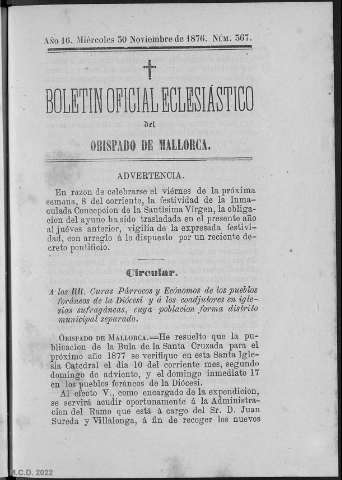 Año 16. Miércoles 30 Noviembre de 1876. NÚM. 567.
BOLETIN OFICIAL ECLESIÁSTICO
del
OBISPADO DE MALLORCA.
ADVERTENCIA.
En razon de celebrarse el viérnes de la próxima
semana, 8 del corriente, la festividad de la Inma-
culada Concepcion de la Santísima Vírgen, la obliga-
cion del ayuno ha sido trasladada en el presente año
al juéves anterior, vigilia de la expresada festivi-
dad, con arreglo á lo dispuesto por un reciente de-
creto pontificio.
Circular.
A los RR. Curas Párrocos y Ecónomos de los pueblos
foráneos de la Diócesi y á los coadjutores en igle-
sias sufragáneas, cuya poblacion forma distrito
municipal separado.
OBISPADO DE MALLORCA.—He resuelto que la pu-
blicacion de la Bula de la Santa Cruzada para el
próximo año 1877 se verifique en esta Santa Igle-
sia Catedral el dia 10 del corriente mes, segundo
domingo de adviento, y el domingo inmediato 17
en los pueblos foráneos de la Diócesi.
Al efecto V., como encargado de la expendicion,
se servirá acudir oportunamente á la Administra-
cion del Ramo que está á cargo del Sr. D. Juan
Sureda y Villalonga, á fin de recoger los nuevos
A.C.D. 2022